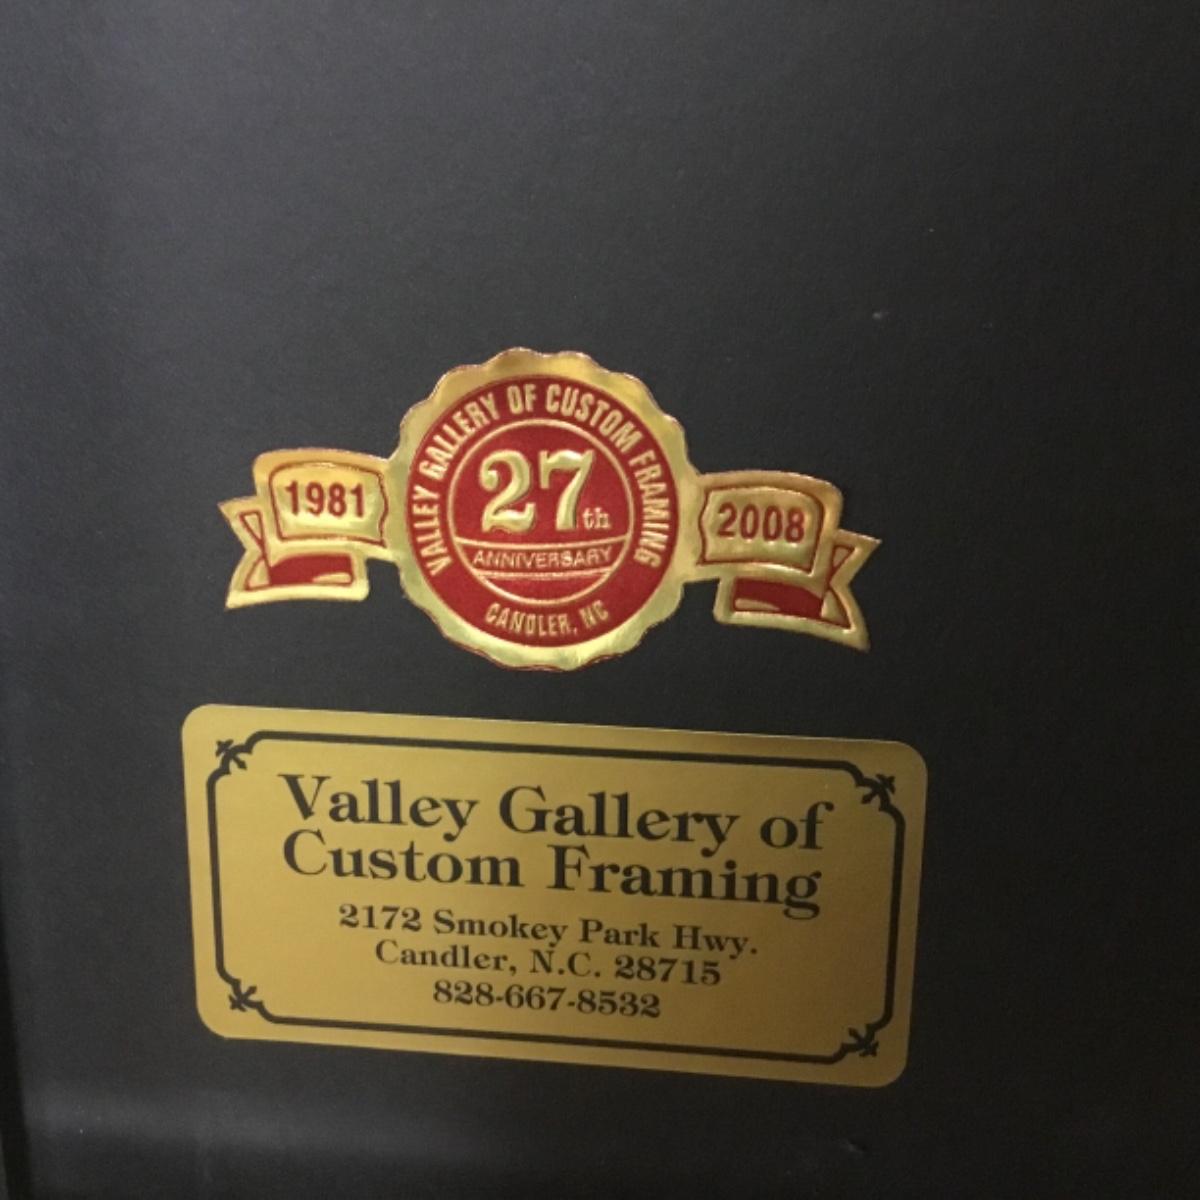 VALLEY GALLERY OF CUSTOM FRAMING
1981
27th
2008
ANNIVERSARY
CANDLER, NC
Valley Gallery of
Custom Framing
2172 Smokey Park Hwy.
Candler, N.C. 28715
828-667-8532